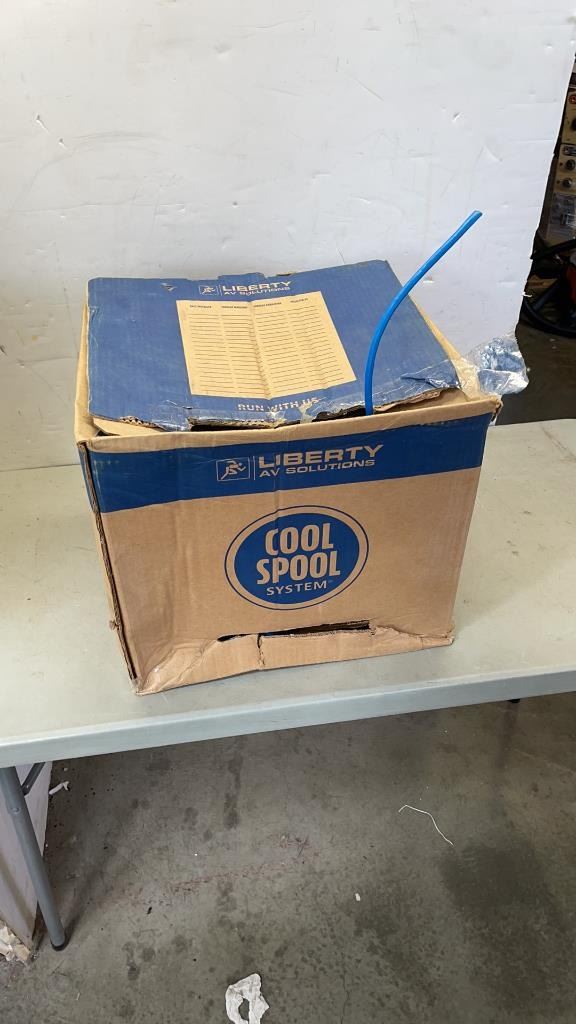 LIBERTY
AV SOLUTIONS
RUN WITH US
LIBERTY
AV SOLUTIONS
COOL
SPOOL
SYSTEM®